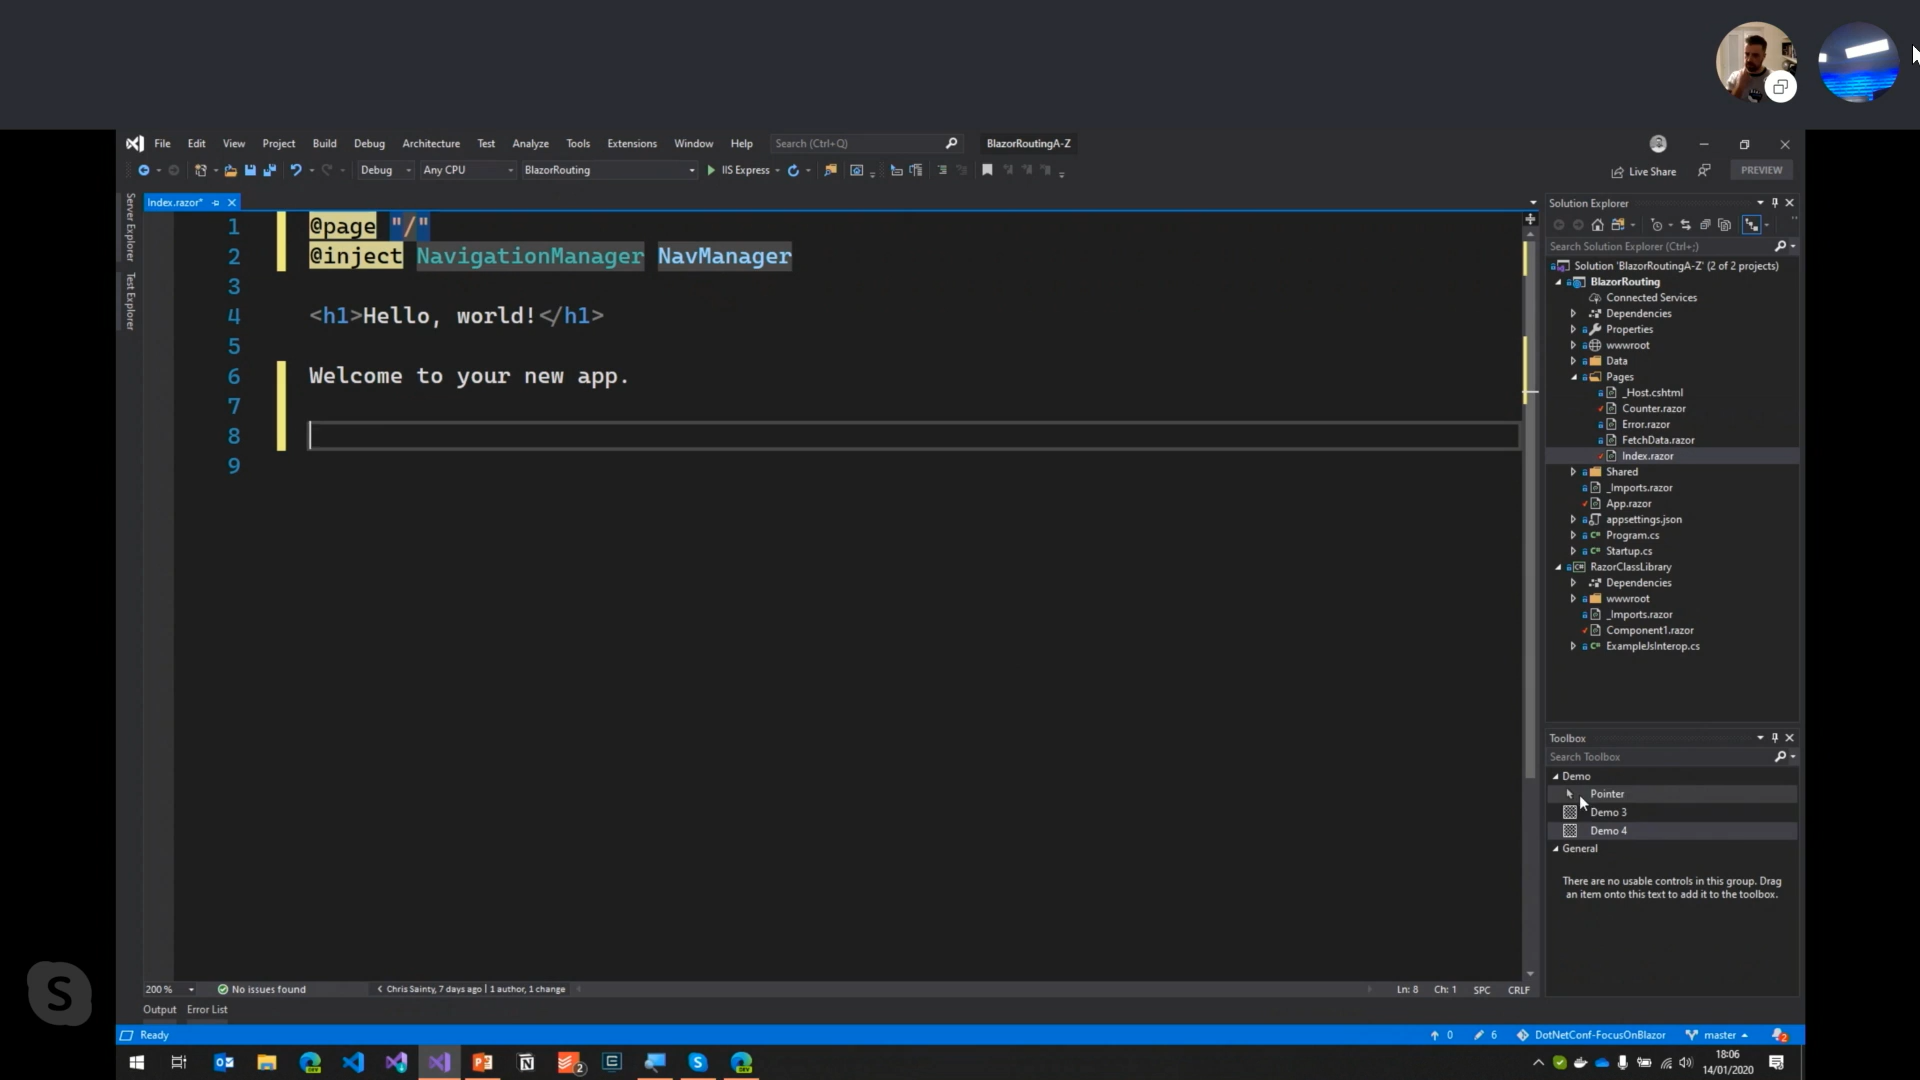 File Edit View Project Build Debug Architecture Test Analyze Tools Extensions Window Help Search (Ctrl+Q) BlazorRoutingA-Z
Debug Any CPU BlazorRouting IIS Express Live Share PREVIEW
Server Explorer
Test Explorer
Index.razor*
1 @page "/"
2 @inject NavigationManager NavManager
3
4 <h1>Hello, world!</h1>
5
6 Welcome to your new app.
7
8
9
Solution Explorer
Search Solution Explorer (Ctrl+;)
Solution 'BlazorRoutingA-Z' (2 of 2 projects)
BlazorRouting
Connected Services
Dependencies
Properties
wwwroot
Data
Pages
_Host.cshtml
Counter.razor
Error.razor
FetchData.razor
Index.razor
Shared
_Imports.razor
App.razor
appsettings.json
Program.cs
Startup.cs
RazorClassLibrary
Dependencies
wwwroot
_Imports.razor
Component1.razor
ExampleJsInterop.cs
Toolbox
Search Toolbox
Demo
Pointer
Demo 3
Demo 4
General
There are no usable controls in this group. Drag
an item onto this text to add it to the toolbox.
200 % No issues found Chris Sainty, 7 days ago | 1 author, 1 change Ln: 8 Ch: 1 SPC CRLF
Output Error List
Ready 0 6 DotNetConf-FocusOnBlazor master 2
18:06
14/01/2020